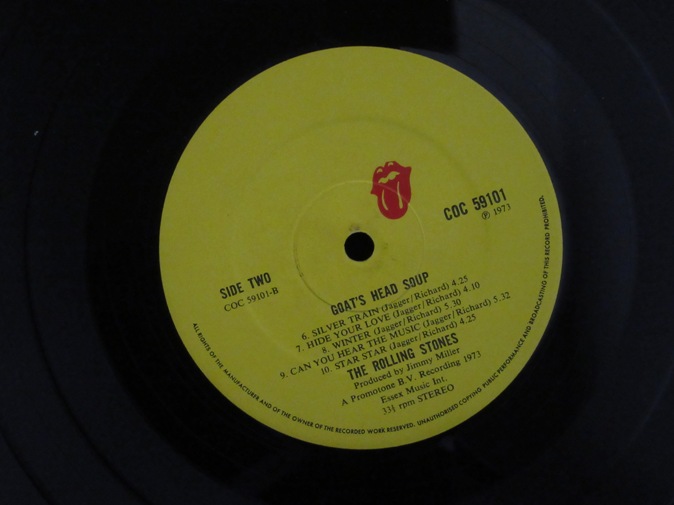 COC 59101
℗ 1973
SIDE TWO
COC 59101-B
GOAT'S HEAD SOUP
6. SILVER TRAIN (Jagger/Richard) 4.25
7. HIDE YOUR LOVE (Jagger/Richard) 4.10
8. WINTER (Jagger/Richard) 5.30
9. CAN YOU HEAR THE MUSIC (Jagger/Richard) 5.32
10. STAR STAR (Jagger/Richard) 4.25
THE ROLLING STONES
Produced by Jimmy Miller
A Promotone B.V. Recording 1973
Essex Music Int.
33⅓ rpm STEREO
ALL RIGHTS OF THE MANUFACTURER AND OF THE OWNER OF THE RECORDED WORK RESERVED. UNAUTHORISED COPYING PUBLIC PERFORMANCE AND BROADCASTING OF THIS RECORD PROHIBITED.